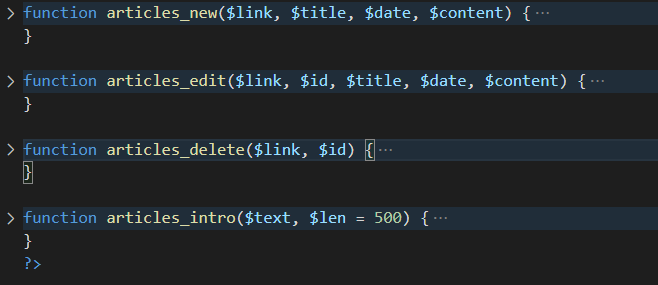 function articles_new($link, $title, $date, $content) {···
}
function articles_edit($link, $id, $title, $date, $content) {···
}
function articles_delete($link, $id) {···
}
function articles_intro($text, $len = 500) {···
}
?>